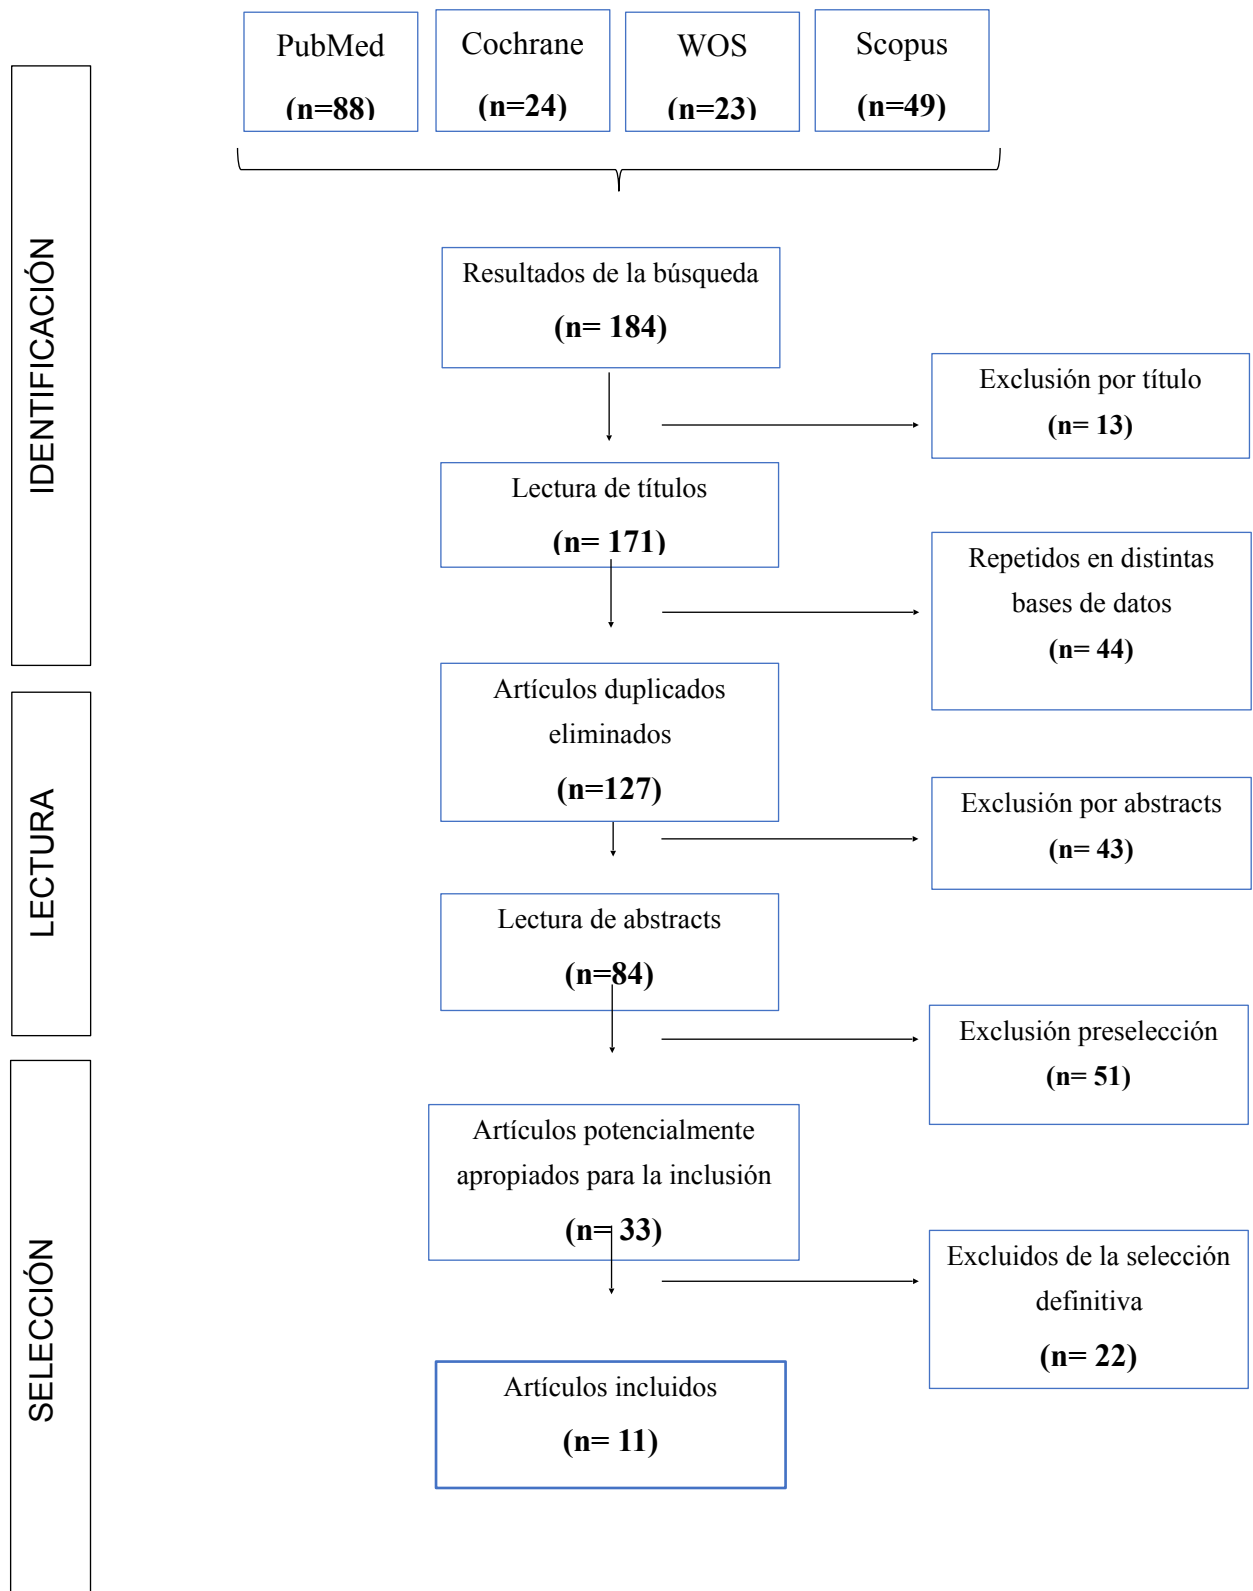 PubMed
(n=88)
Cochrane
(n=24)
WOS
(n=23)
Scopus
(n=49)
IDENTIFICACIÓN
Resultados de la búsqueda
(n= 184)
Exclusión por título
(n= 13)
Lectura de títulos
(n= 171)
Repetidos en distintas
bases de datos
(n= 44)
LECTURA
Artículos duplicados
eliminados
(n=127)
Exclusión por abstracts
(n= 43)
Lectura de abstracts
(n=84)
Exclusión preselección
(n= 51)
SELECCIÓN
Artículos potencialmente
apropiados para la inclusión
(n= 33)
Excluidos de la selección
definitiva
(n= 22)
Artículos incluidos
(n= 11)